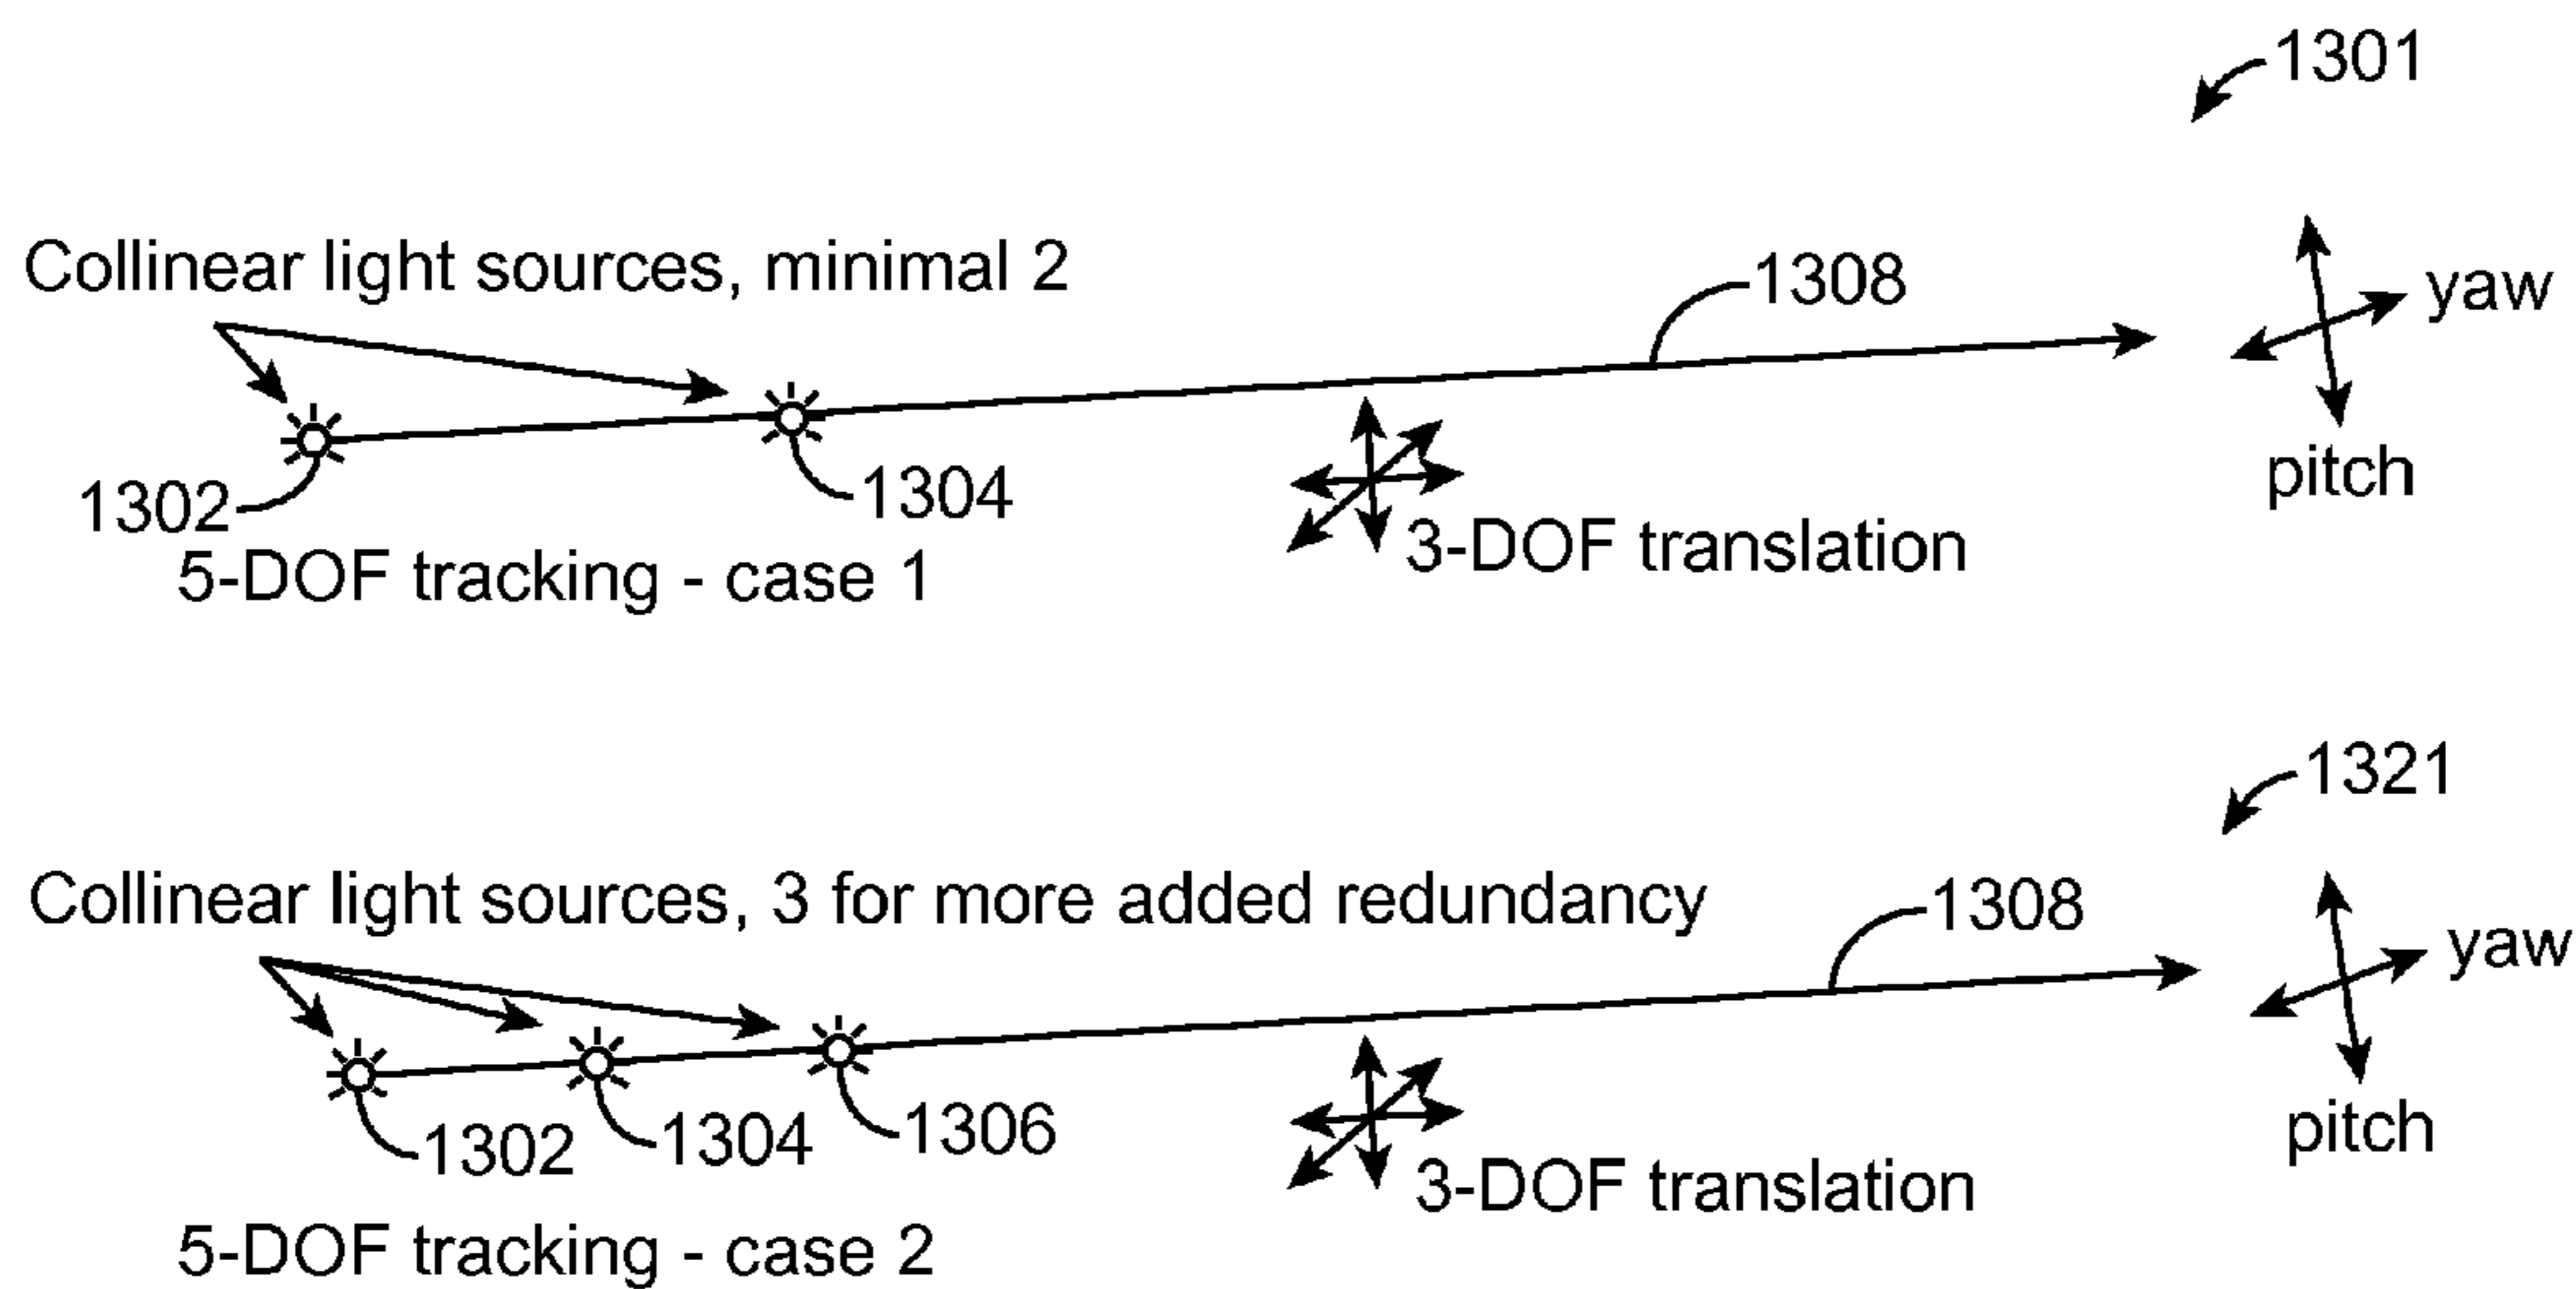 1301
Collinear light sources, minimal 2
1308
yaw
1302
1304
pitch
3-DOF translation
5-DOF tracking - case 1
1321
Collinear light sources, 3 for more added redundancy
1308
yaw
1302
1304
1306
pitch
3-DOF translation
5-DOF tracking - case 2